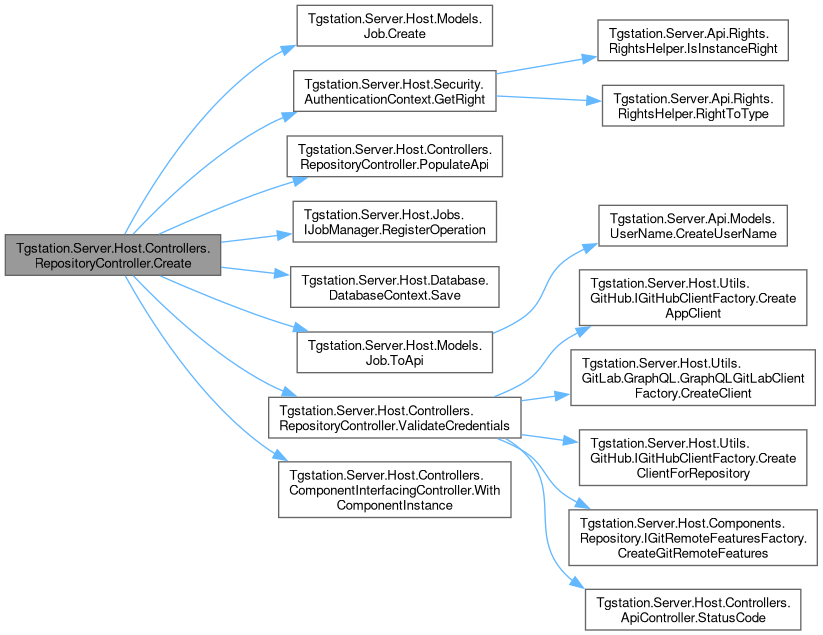 Tgstation.Server.Host.Controllers.
RepositoryController.Create
Tgstation.Server.Host.Models.
Job.Create
Tgstation.Server.Host.Security.
AuthenticationContext.GetRight
Tgstation.Server.Host.Controllers.
RepositoryController.PopulateApi
Tgstation.Server.Host.Jobs.
IJobManager.RegisterOperation
Tgstation.Server.Host.Database.
DatabaseContext.Save
Tgstation.Server.Host.Models.
Job.ToApi
Tgstation.Server.Host.Controllers.
RepositoryController.ValidateCredentials
Tgstation.Server.Host.Controllers.
ComponentInterfacingController.With
ComponentInstance
Tgstation.Server.Api.Rights.
RightsHelper.IsInstanceRight
Tgstation.Server.Api.Rights.
RightsHelper.RightToType
Tgstation.Server.Api.Models.
UserName.CreateUserName
Tgstation.Server.Host.Utils.
GitHub.IGitHubClientFactory.Create
AppClient
Tgstation.Server.Host.Utils.
GitLab.GraphQL.GraphQLGitLabClient
Factory.CreateClient
Tgstation.Server.Host.Utils.
GitHub.IGitHubClientFactory.Create
ClientForRepository
Tgstation.Server.Host.Components.
Repository.IGitRemoteFeaturesFactory.
CreateGitRemoteFeatures
Tgstation.Server.Host.Controllers.
ApiController.StatusCode